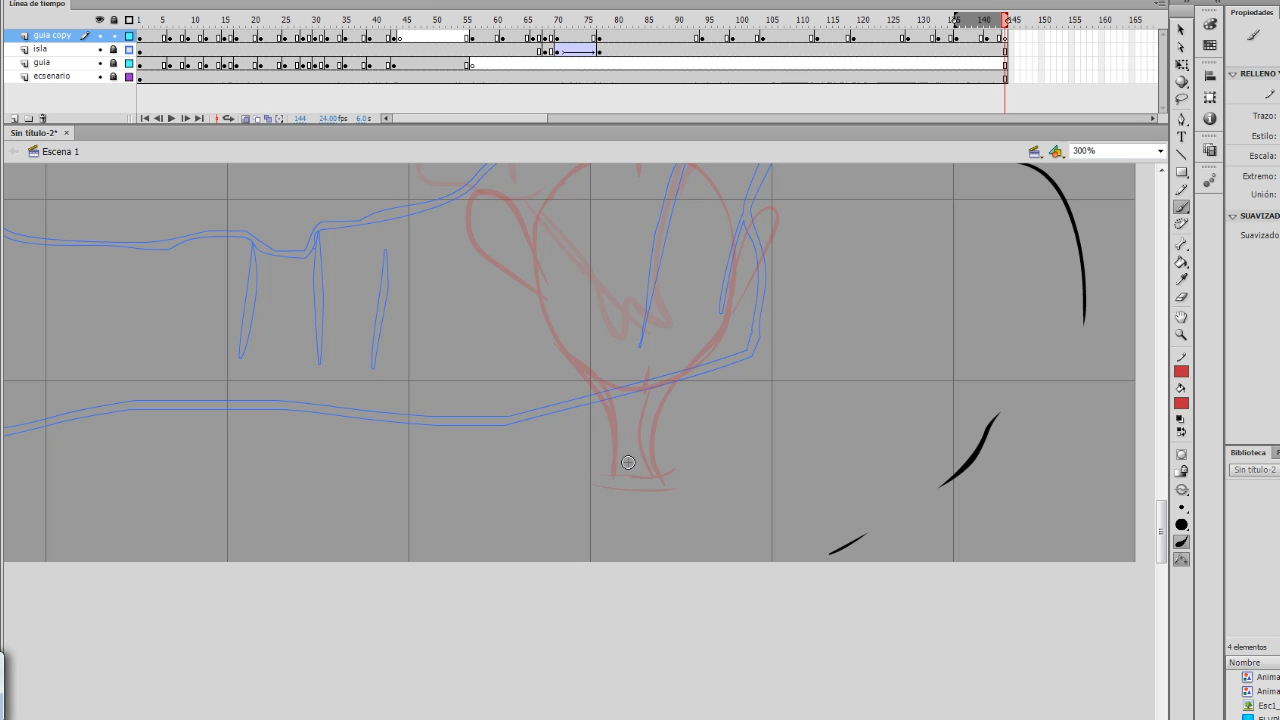 Línea de tiempo
1 5 10 15 20 25 30 35 40 45 50 55 60 65 70 75 80 85 90 95 100 105 110 115 120 125 130 135 140 145 150 155 160 165
guia copy
isla
guia
ecsenario
144 24.00 fps 6.0 s
Sin título-2* ×
Escena 1
300%
Propiedades
RELLENO Y
Trazo:
Estilo:
Escala:
Extremo:
Unión:
SUAVIZAD
Suavizado
Biblioteca
Sin título-2
4 elementos
Nombre
Anima
Anima
Esc1_